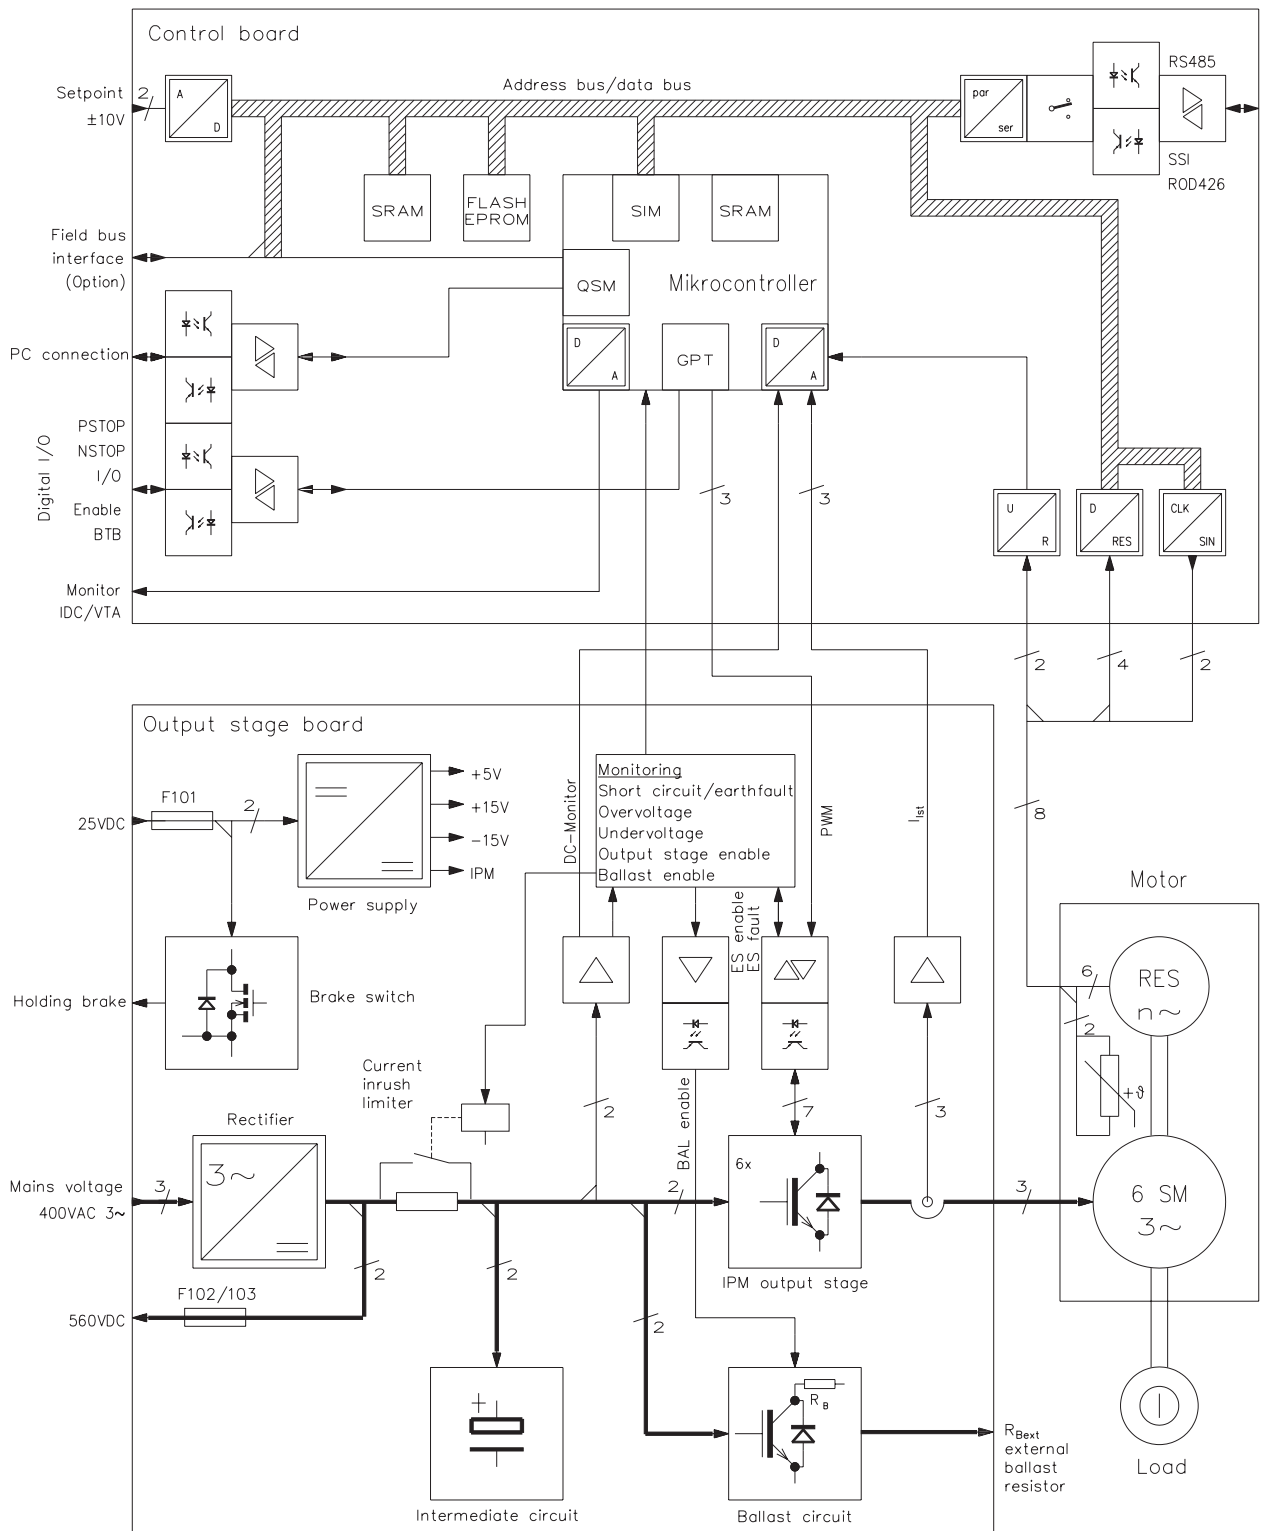 Control board
Setpoint
±10V
2
A
D
Address bus/data bus
par
ser
RS485
SSI
ROD426
SRAM
FLASH
EPROM
SIM
SRAM
Field bus
interface
(Option)
QSM
Mikrocontroller
D
A
GPT
D
A
PC connection
Digital I/O
PSTOP
NSTOP
I/O
Enable
BTB
3
3
U
R
D
RES
CLK
SIN
Monitor
IDC/VTA
2
4
2
Output stage board
F101
25VDC
2
+5V
+15V
-15V
IPM
Power supply
DC-Monitor
Monitoring
Short circuit/earthfault
Overvoltage
Undervoltage
Output stage enable
Ballast enable
PWM
I Ist
8
Motor
ES enable
ES fault
Holding brake
Brake switch
6
RES
n~
2
Current
inrush
limiter
2
BAL enable
7
3
+ϑ
Rectifier
Mains voltage
400VAC 3~
3
3~
2
6x
3
6 SM
3~
IPM output stage
2
2
F102/103
560VDC
2
+
R B
R Bext
external
ballast
resistor
Load
Intermediate circuit
Ballast circuit